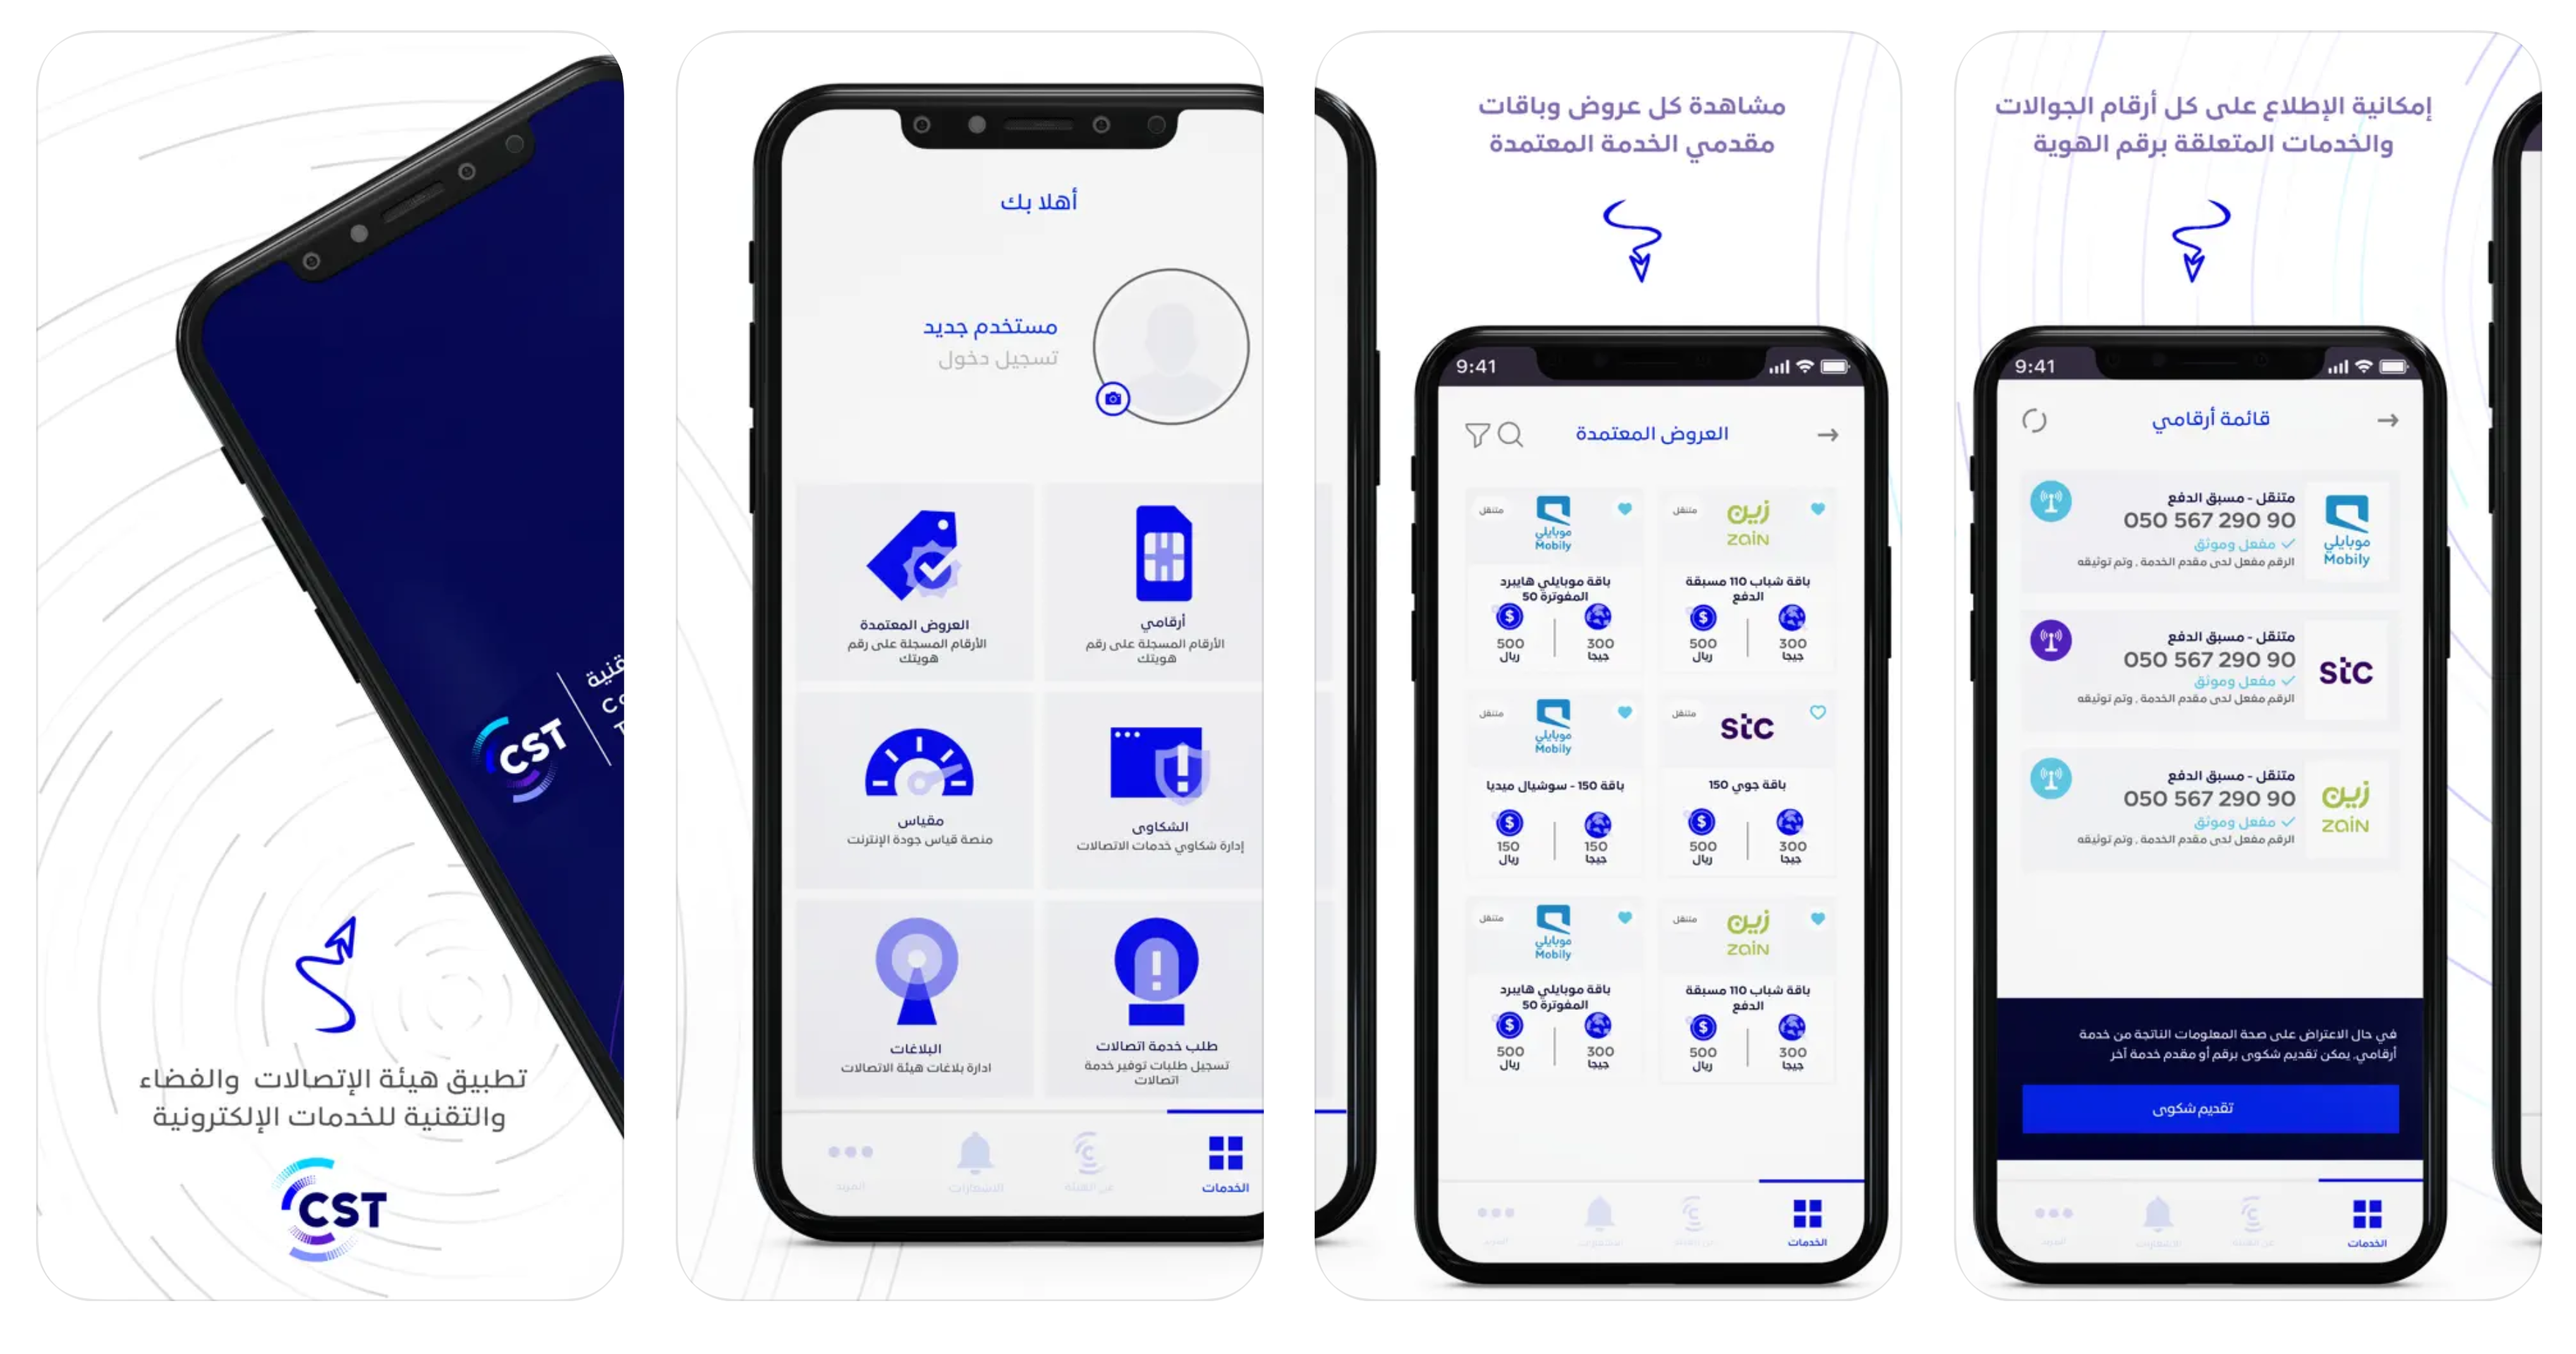 قنية
CST
تطبيق هيئة الإتصالات والفضاء
والتقنية للخدمات الإلكترونية
CST
أهلا بك
مستخدم جديد
تسجيل دخول
أرقامي
الأرقام المسجلة على رقم
هويتك
العروض المعتمدة
الأرقام المسجلة على رقم
هويتك
الشكاوى
إدارة شكاوي خدمات الاتصالات
مقياس
منصة قياس جودة الإنترنت
طلب خدمة اتصالات
تسجيل طلبات توفير خدمة
اتصالات
البلاغات
ادارة بلاغات هيئة الاتصالات
الخدمات
عن الهيئة
الاشعارات
المزيد
مشاهدة كل عروض وباقات
مقدمي الخدمة المعتمدة
9:41
العروض المعتمدة
زين
zain
متنقل
باقة شباب 110 مسبقة
الدفع
300
جيجا
500
ريال
موبايلي
Mobily
متنقل
باقة موبايلي هايبرد
المفوترة 50
300
جيجا
500
ريال
stc
متنقل
باقة جوي 150
300
جيجا
500
ريال
موبايلي
Mobily
متنقل
باقة 150 - سوشيال ميديا
150
جيجا
150
ريال
زين
zain
متنقل
باقة شباب 110 مسبقة
الدفع
300
جيجا
500
ريال
موبايلي
Mobily
متنقل
باقة موبايلي هايبرد
المفوترة 50
300
جيجا
500
ريال
الخدمات
إمكانية الإطلاع على كل أرقام الجوالات
والخدمات المتعلقة برقم الهوية
9:41
قائمة أرقامي
موبايلي
Mobily
متنقل - مسبق الدفع
050 567 290 90
مفعل وموثق
الرقم مفعل لدى مقدم الخدمة , وتم توثيقه
stc
متنقل - مسبق الدفع
050 567 290 90
مفعل وموثق
الرقم مفعل لدى مقدم الخدمة , وتم توثيقه
زين
zain
متنقل - مسبق الدفع
050 567 290 90
مفعل وموثق
الرقم مفعل لدى مقدم الخدمة , وتم توثيقه
في حال الاعتراض على صحة المعلومات الناتجة من خدمة
أرقامي, يمكن تقديم شكوى برقم أو مقدم خدمة آخر
تقديم شكوى
الخدمات